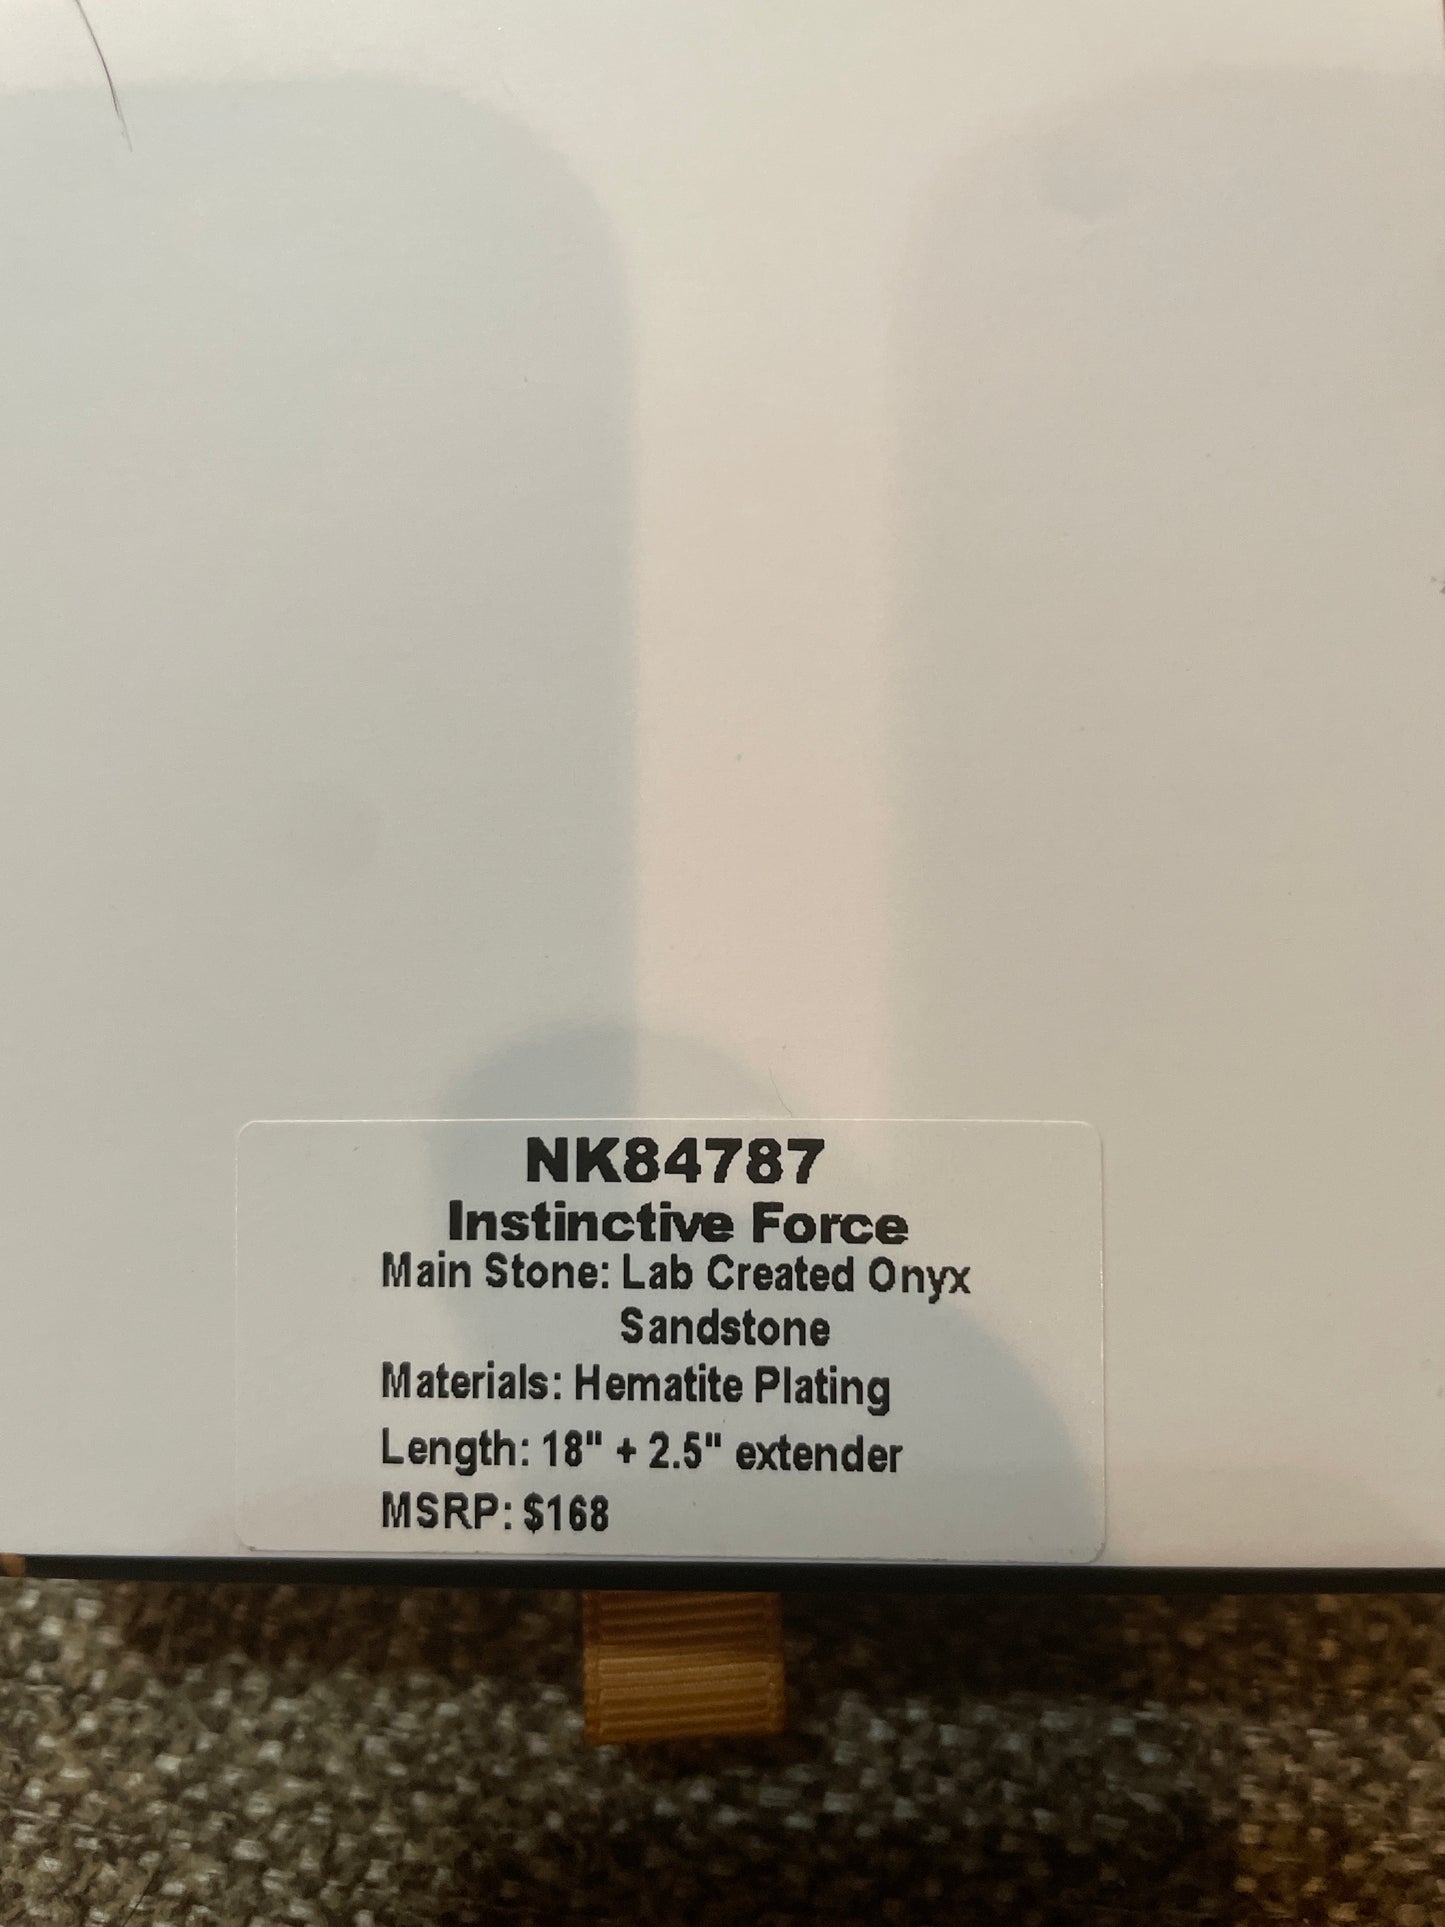 NK84787
Instinctive Force
Main Stone: Lab Created Onyx
Sandstone
Materials: Hematite Plating
Length: 18" + 2.5" extender
MSRP: $168